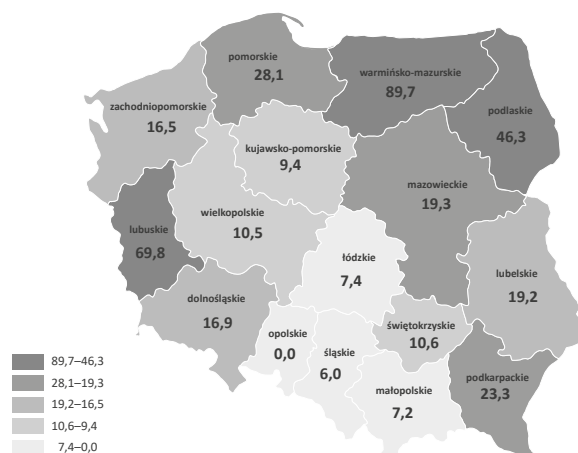 pomorskie
28,1
warmińsko-mazurskie
89,7
zachodniopomorskie
16,5
podlaskie
46,3
kujawsko-pomorskie
9,4
mazowieckie
19,3
wielkopolskie
10,5
lubuskie
69,8
łódzkie
7,4
lubelskie
19,2
dolnośląskie
16,9
opolskie
0,0
śląskie
6,0
świętokrzyskie
10,6
małopolskie
7,2
podkarpackie
23,3
89,7–46,3
28,1–19,3
19,2–16,5
10,6–9,4
7,4–0,0